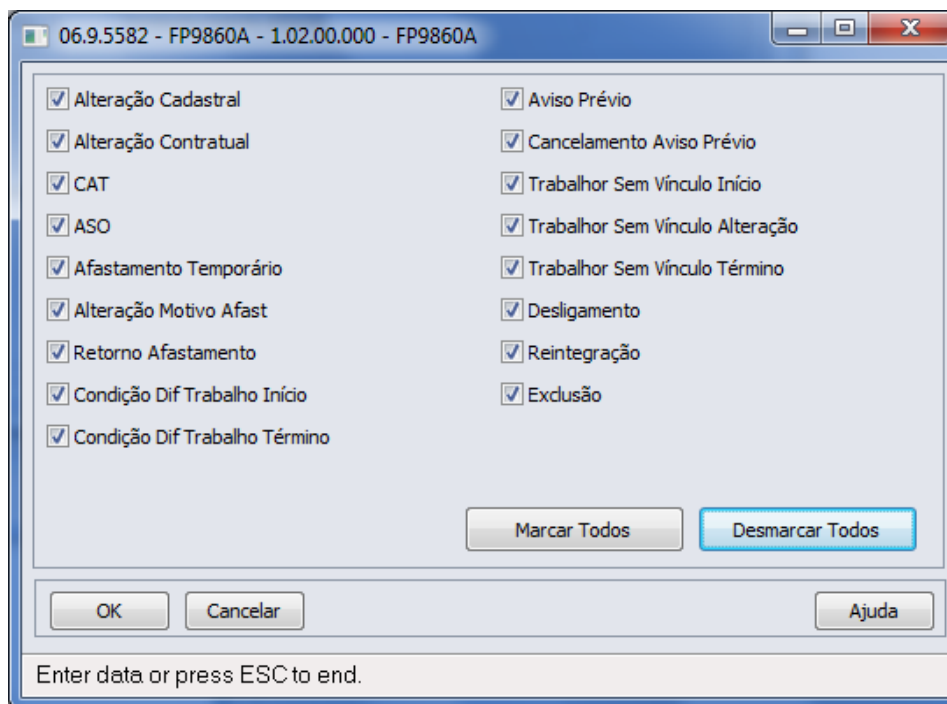 06.9.5582 - FP9860A - 1.02.00.000 - FP9860A
Alteração Cadastral
Alteração Contratual
CAT
ASO
Afastamento Temporário
Alteração Motivo Afast
Retorno Afastamento
Condição Dif Trabalho Início
Condição Dif Trabalho Término
Aviso Prévio
Cancelamento Aviso Prévio
Trabalhor Sem Vínculo Início
Trabalhor Sem Vínculo Alteração
Trabalhor Sem Vínculo Término
Desligamento
Reintegração
Exclusão
Marcar Todos
Desmarcar Todos
OK
Cancelar
Ajuda
Enter data or press ESC to end.